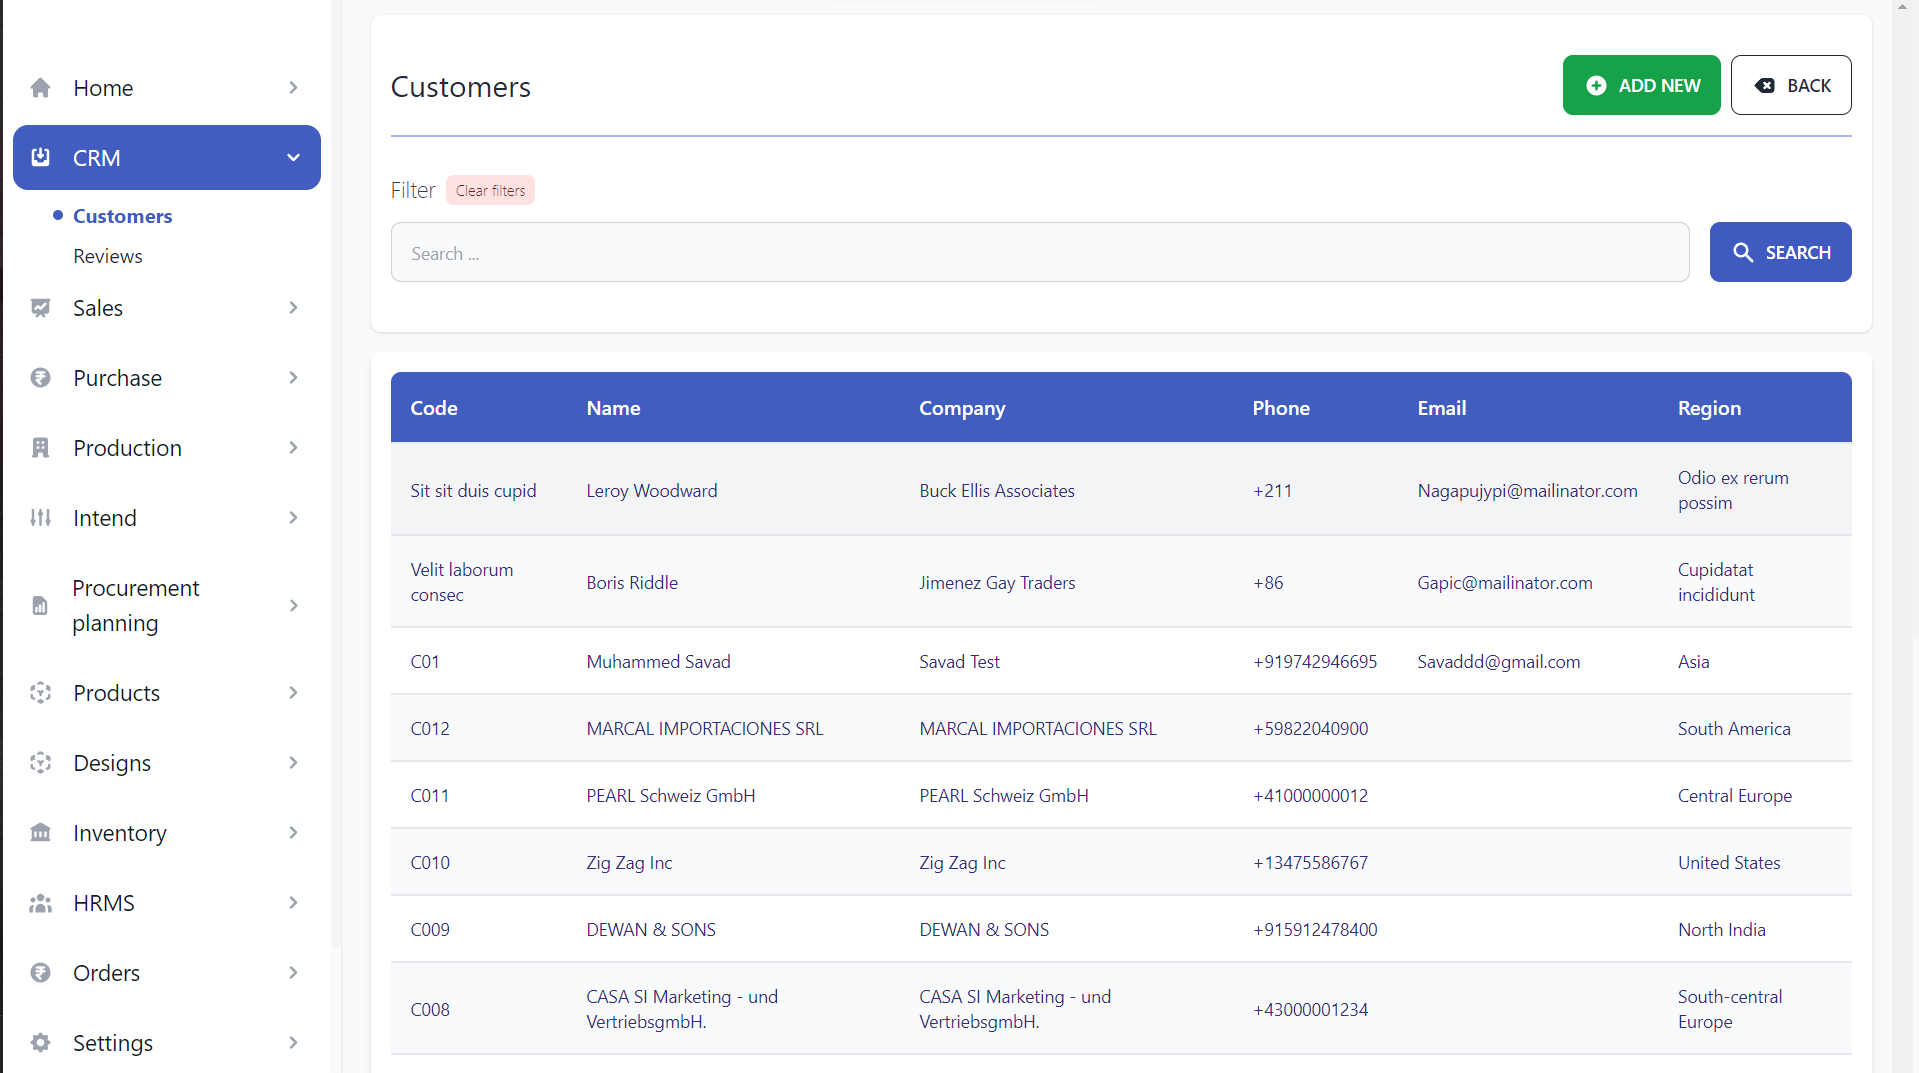 Home
CRM
Customers
Reviews
Sales
Purchase
Production
Intend
Procurement
planning
Products
Designs
Inventory
HRMS
Orders
Settings
Customers
ADD NEW
BACK
Filter
Clear filters
Search ...
SEARCH
Code Name Company Phone Email Region
Sit sit duis cupid Leroy Woodward Buck Ellis Associates +211 Nagapujypi@mailinator.com Odio ex rerum
possim
Velit laborum
consec Boris Riddle Jimenez Gay Traders +86 Gapic@mailinator.com Cupidatat
incididunt
C01 Muhammed Savad Savad Test +919742946695 Savaddd@gmail.com Asia
C012 MARCAL IMPORTACIONES SRL MARCAL IMPORTACIONES SRL +59822040900 South America
C011 PEARL Schweiz GmbH PEARL Schweiz GmbH +41000000012 Central Europe
C010 Zig Zag Inc Zig Zag Inc +13475586767 United States
C009 DEWAN & SONS DEWAN & SONS +915912478400 North India
C008 CASA SI Marketing - und
VertriebsgmbH. CASA SI Marketing - und
VertriebsgmbH. +43000001234 South-central
Europe